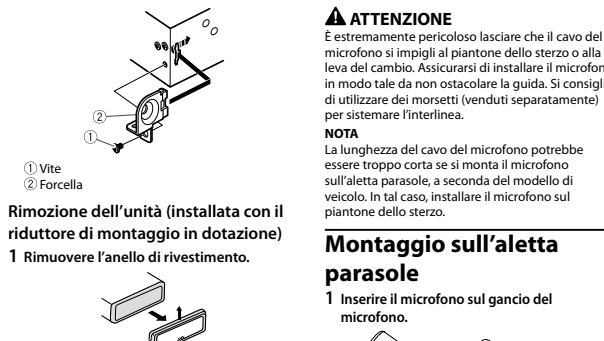 ②
①
① Vite
② Forcella
Rimozione dell'unità (installata con il
riduttore di montaggio in dotazione)
1 Rimuovere l'anello di rivestimento.
ATTENZIONE
È estremamente pericoloso lasciare che il cavo del
microfono si impigli al piantone dello sterzo o alla
leva del cambio. Assicurarsi di installare il
in modo tale da non ostacolare la guida. Si
di utilizzare dei morsetti (venduti separatamente)
per sistemare l'interlinea.
NOTA
La lunghezza del cavo del microfono potrebbe
essere troppo corta se si monta il microfono
sull'aletta parasole, a seconda del modello di
veicolo. In tal caso, installare il microfono sul
piantone dello sterzo.
Montaggio sull'aletta
parasole
1 Inserire il microfono sul gancio del
microfono.